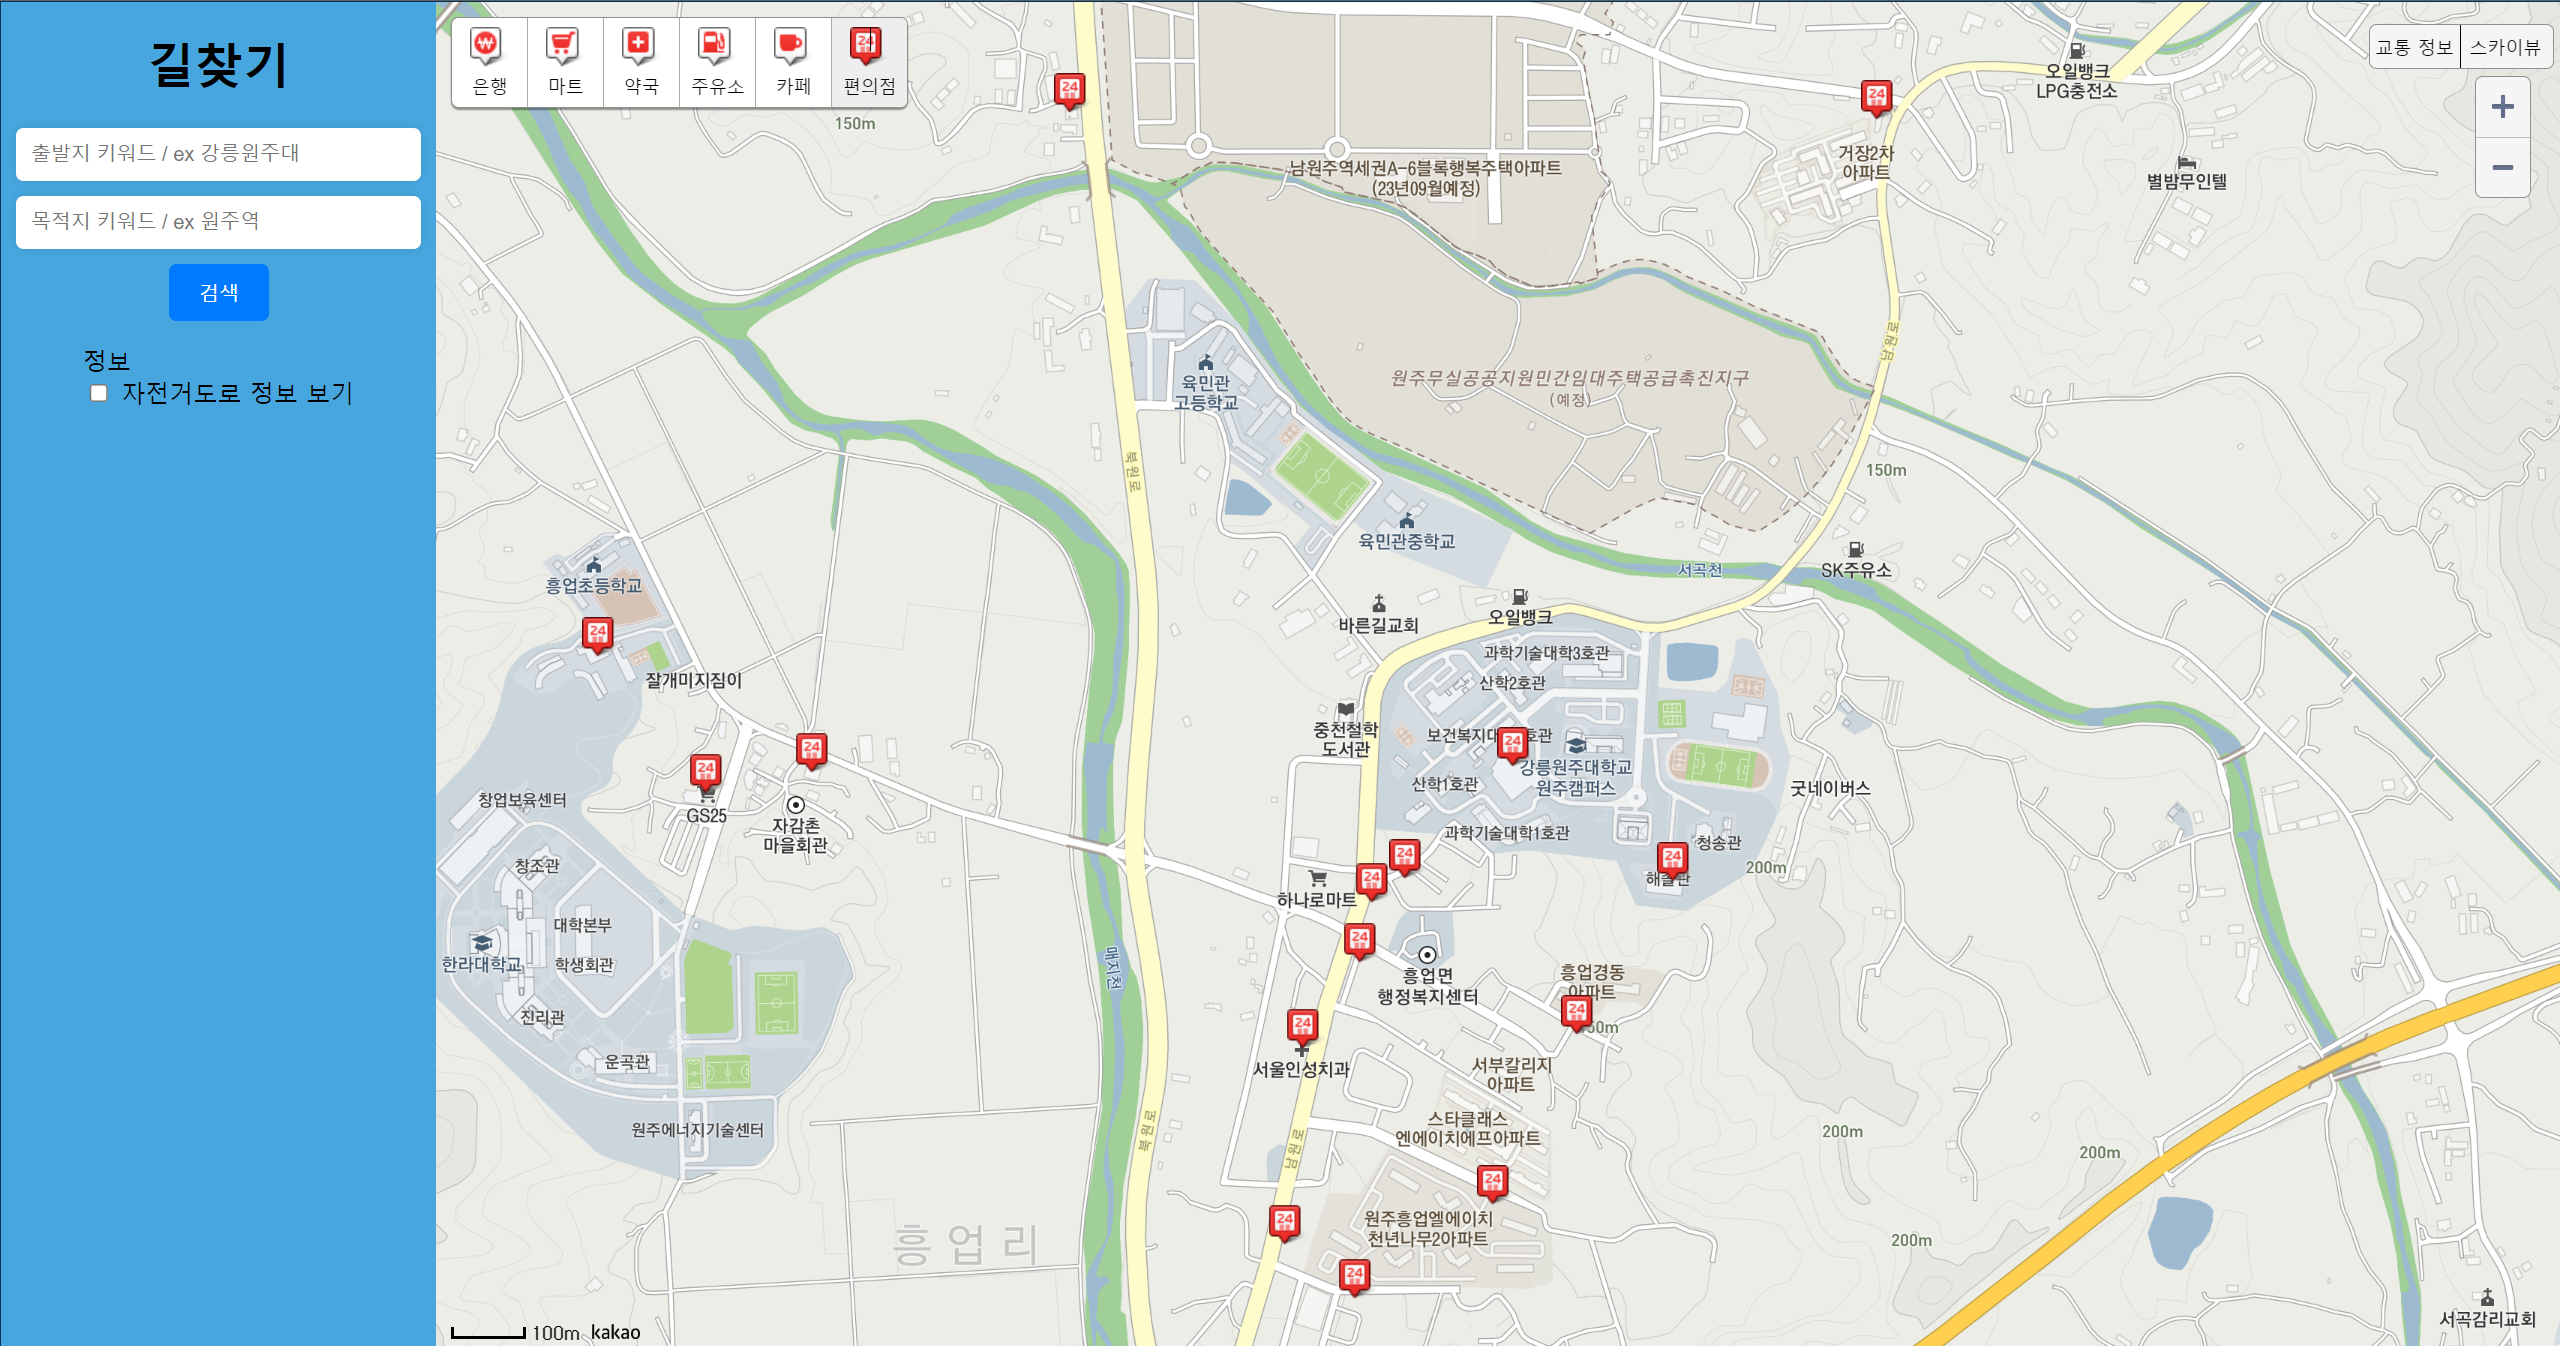 길찾기
출발지 키워드 / ex 강릉원주대
목적지 키워드 / ex 원주역
검색
정보
자전거도로 정보 보기
은행
마트
약국
주유소
카페
편의점
교통 정보
스카이뷰
150m
오일뱅크
LPG충전소
거장2차
아파트
별밤무인텔
남원주역세권A-6블록행복주택아파트
(23년09월예정)
남원로
육민관
고등학교
원주무실공공지원민간임대주택공급촉진지구
(예정)
북원로
150m
육민관중학교
서곡천
SK주유소
흥업초등학교
바른길교회
오일뱅크
과학기술대학3호관
잘개미지짐이
산학2호관
중천철학
도서관
강릉원주대학교
원주캠퍼스
산학1호관
굿네이버스
창업보육센터
GS25
자감촌
마을회관
과학기술대학1호관
청송관
200m
창조관
하나로마트
대학본부
한라대학교
학생회관
매지천
흥업면
행정복지센터
흥업경동
아파트
진리관
운곡관
서울인성치과
서부칼리지
아파트
스타클래스
엔에이치에프아파트
원주에너지기술센터
북원로
남원로
200m
200m
원주흥업엘에이치
천년나무2아파트
200m
흥업리
서곡감리교회
100m
kakao